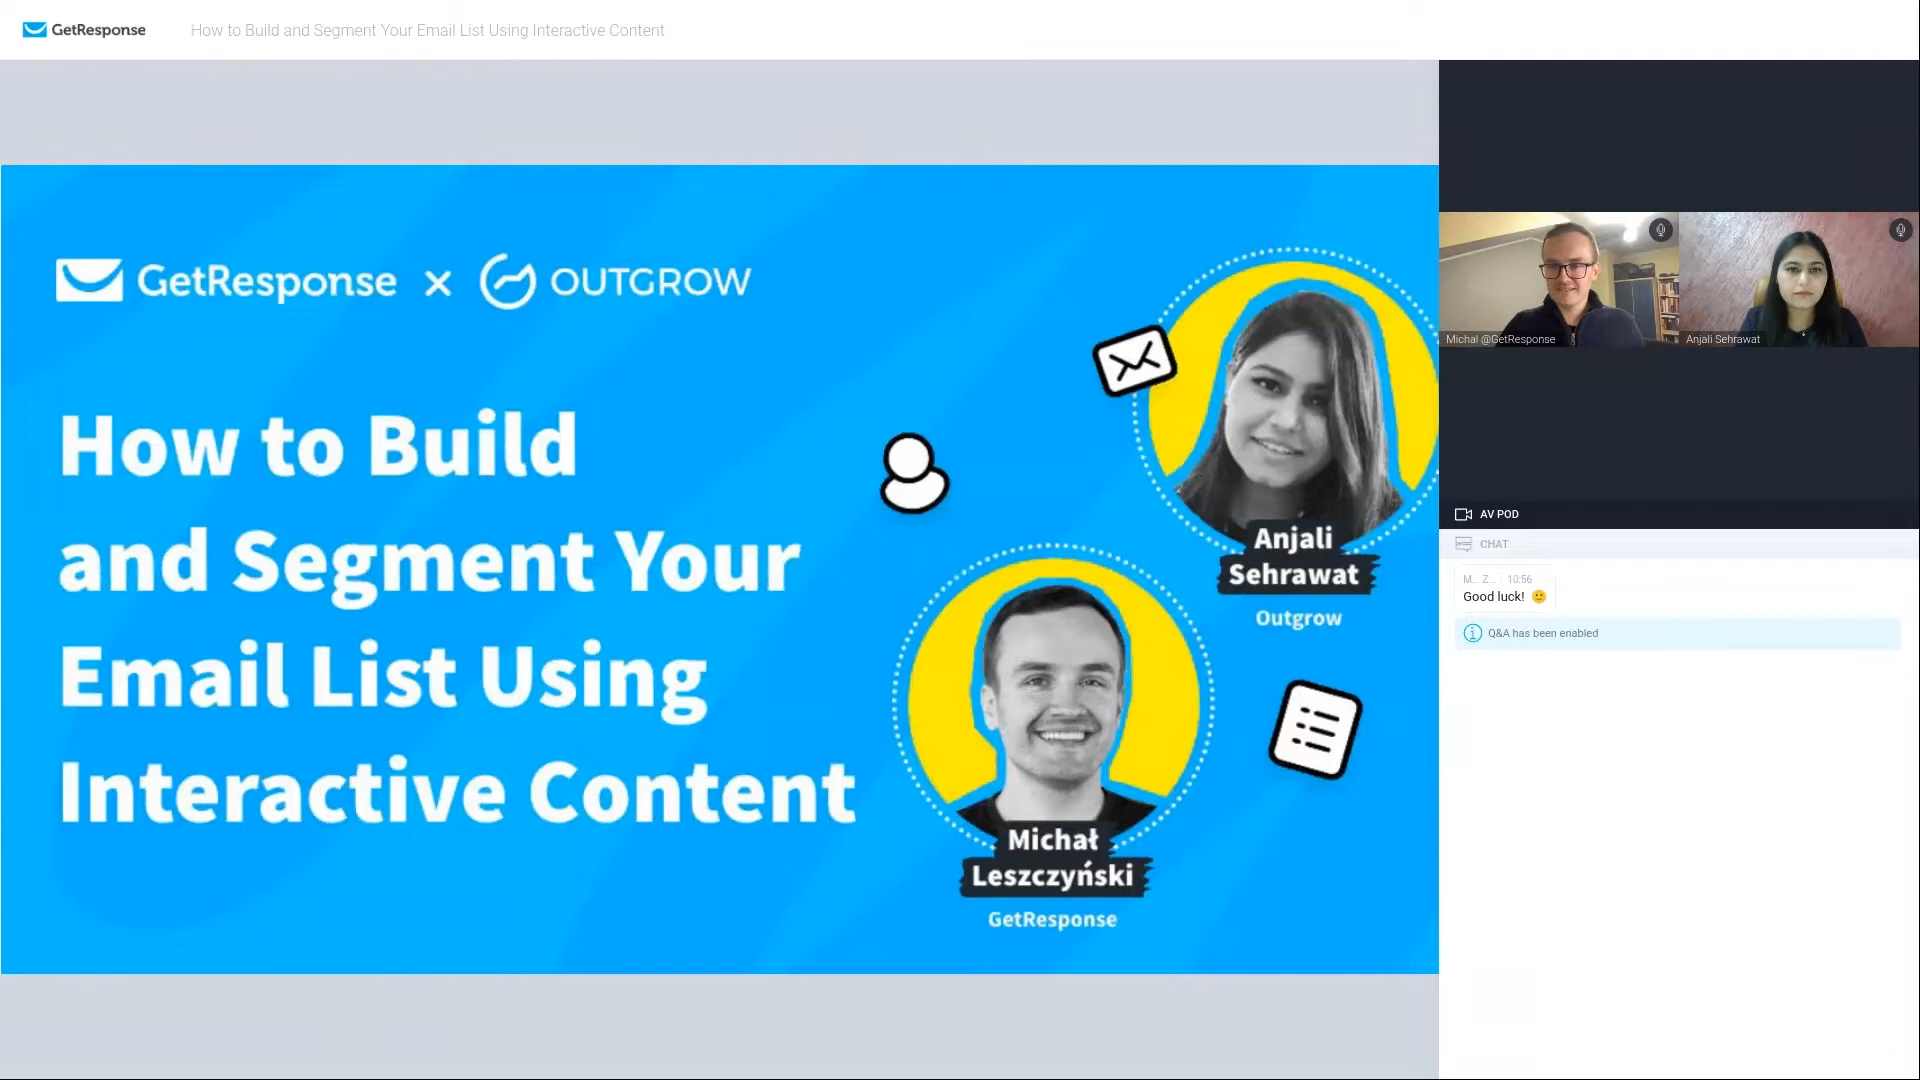 GetResponse
How to Build and Segment Your Email List Using Interactive Content
GetResponse x OUTGROW
How to Build
and Segment Your
Email List Using
Interactive Content
Anjali
Sehrawat
Outgrow
Michał
Leszczyński
GetResponse
Michal @GetResponse
Anjali Sehrawat
AV POD
CHAT
M... Z... | 10:56
Good luck! 🙂
Q&A has been enabled